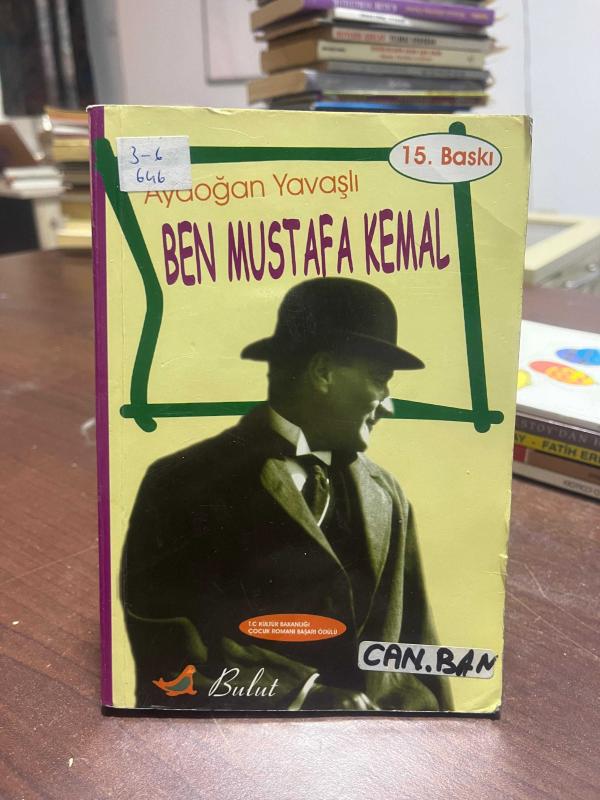 3-6
646
15. Baskı
Aydoğan Yavaşlı
BEN MUSTAFA KEMAL
T.C KÜLTÜR BAKANLIĞI
ÇOCUK ROMANI BAŞARI ÖDÜLÜ
CAN.BAN
Bulut